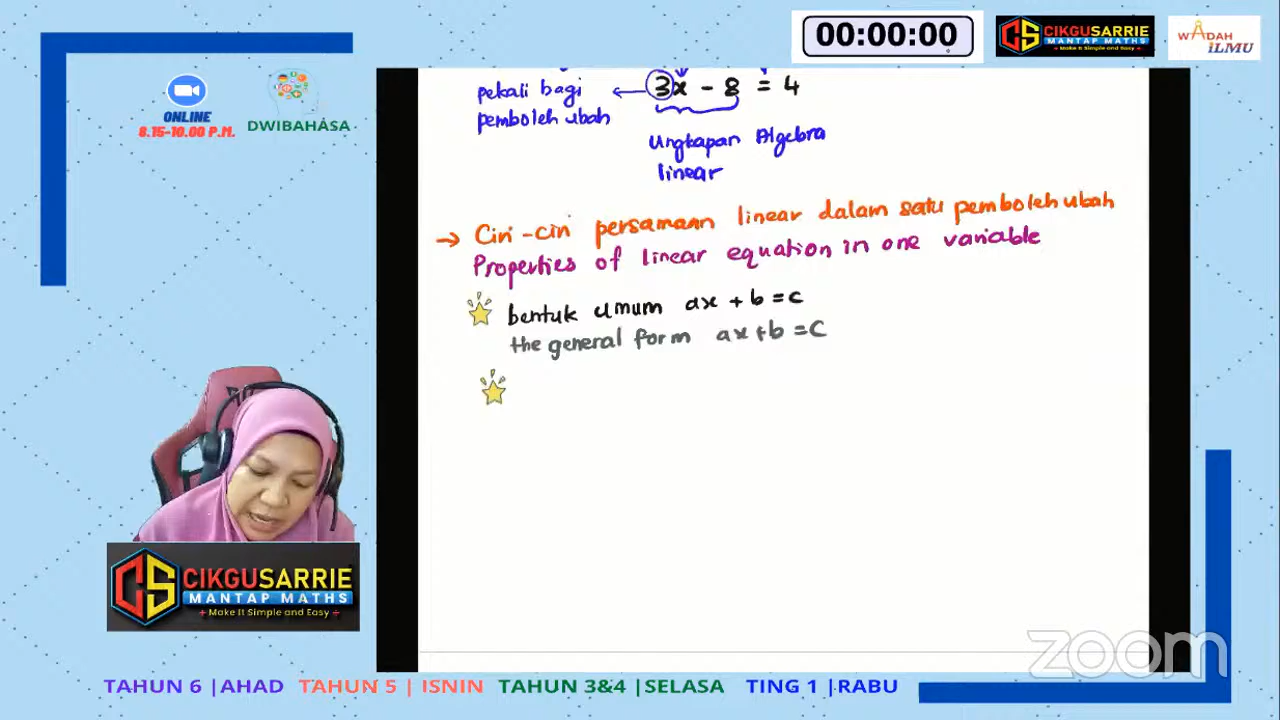 00:00:00
CIKGUSARRIE
MANTAP MATHS
Make It Simple and Easy
WADAH
ILMU
ONLINE
8.15-10.00 P.M.
DWIBAHASA
pekali bagi
pemboleh ubah
3x - 8 = 4
Ungkapan Algebra
linear
→ Ciri-ciri persamaan linear dalam satu pemboleh ubah
Properties of linear equation in one variable
bentuk umum ax + b = c
the general form ax+b = C
CIKGUSARRIE
MANTAP MATHS
+ Make It Simple and Easy +
zoom
TAHUN 6 |AHAD TAHUN 5 | ISNIN TAHUN 3&4 |SELASA TING 1 |RABU